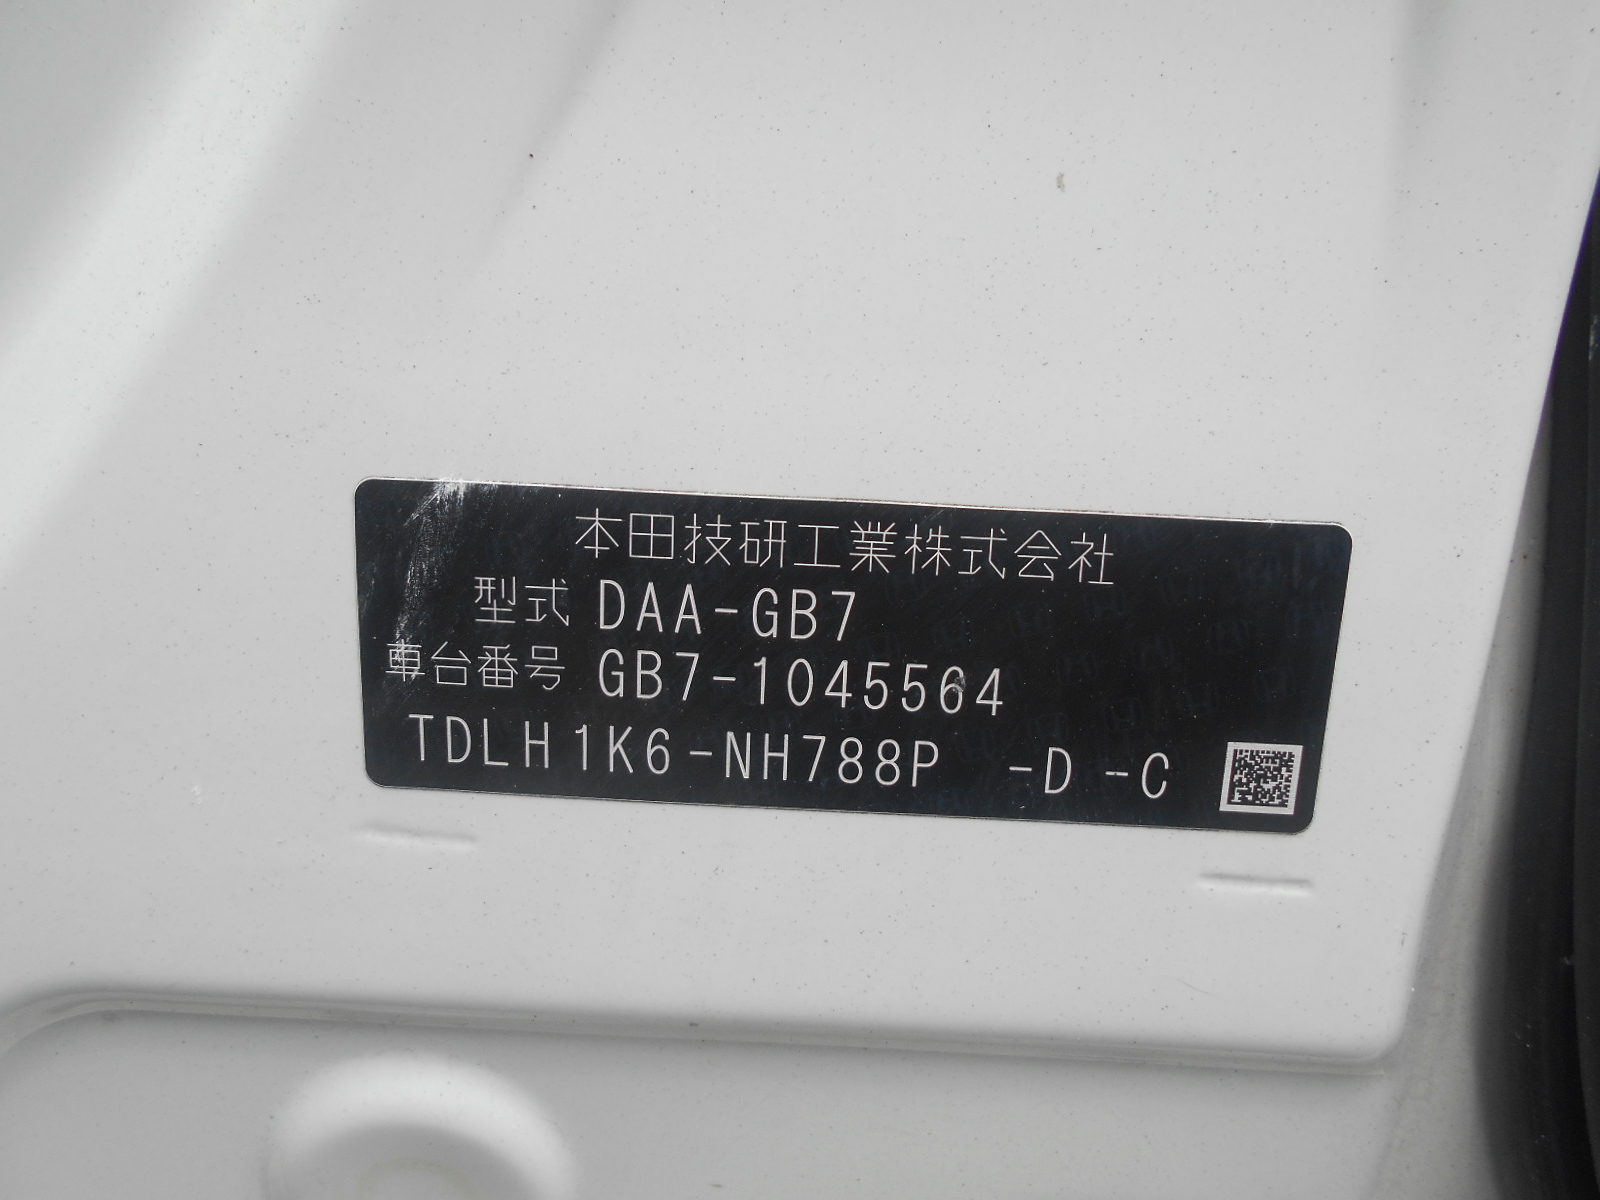 本田技研工業株式会社
型式 DAA-GB7
車台番号 GB7-1045564
TDLH1K6-NH788P -D -C